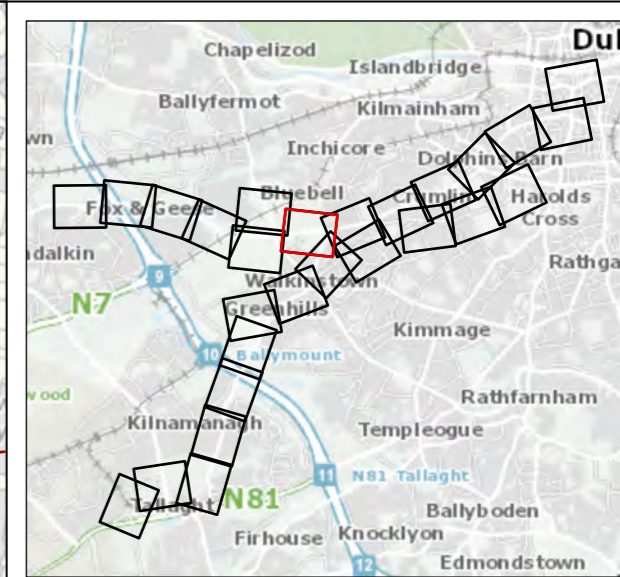 Dul
Chapelizod
Islandbridge
Ballyfermot
Kilmainham
wn
Inchicore
Dolphins Barn
Bluebell
Crumlin
Harolds
Cross
Fox & Geese
ndalkin
Rathga
Walkinstown
9
N7
Greenhills
Kimmage
10
Ballymount
wood
Rathfarnham
Kilnamanagh
Templeogue
11
N81 Tallaght
Tallaght
N81
Ballyboden
Firhouse
Knocklyon
12
Edmondstown